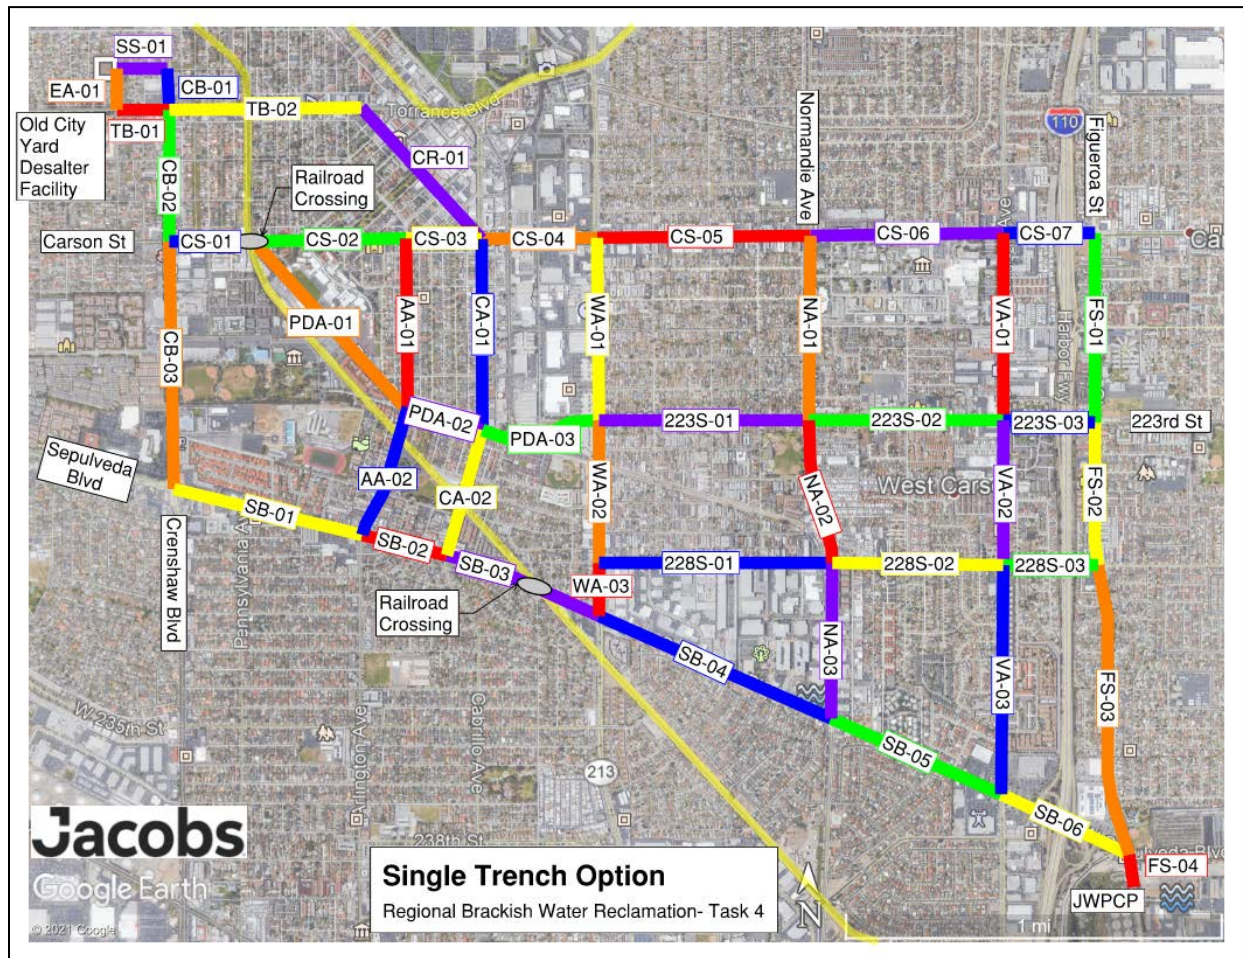 SS-01
EA-01
CB-01
TB-02
TB-01
Torrance Blvd
Old City
Yard
Desalter
Facility
CB-02
CR-01
Railroad
Crossing
Normandie Ave
110
Figueroa St
Carson St
CS-01
CS-02
CS-03
CS-04
CS-05
CS-06
Ave
CS-07
Ca
CB-03
PDA-01
AA-01
CA-01
WA-01
NA-01
VA-01
Harbor Fwy
FS-01
PDA-02
PDA-03
223S-01
223S-02
223S-03
223rd St
Sepulveda
Blvd
SB-01
AA-02
CA-02
WA-02
NA-02
West Cars
VA-02
FS-02
Crenshaw Blvd
Pennsylvania Av
SB-02
SB-03
Railroad
Crossing
WA-03
228S-01
228S-02
228S-03
SB-04
NA-03
VA-03
FS-03
W 235th St
Arlington Ave
Cabrillo Ave
213
SB-05
SB-06
238th St
ulveda Blvd
FS-04
JWPCP
Jacobs
Google Earth
© 2021 Google
Single Trench Option
Regional Brackish Water Reclamation- Task 4
N
1 mi